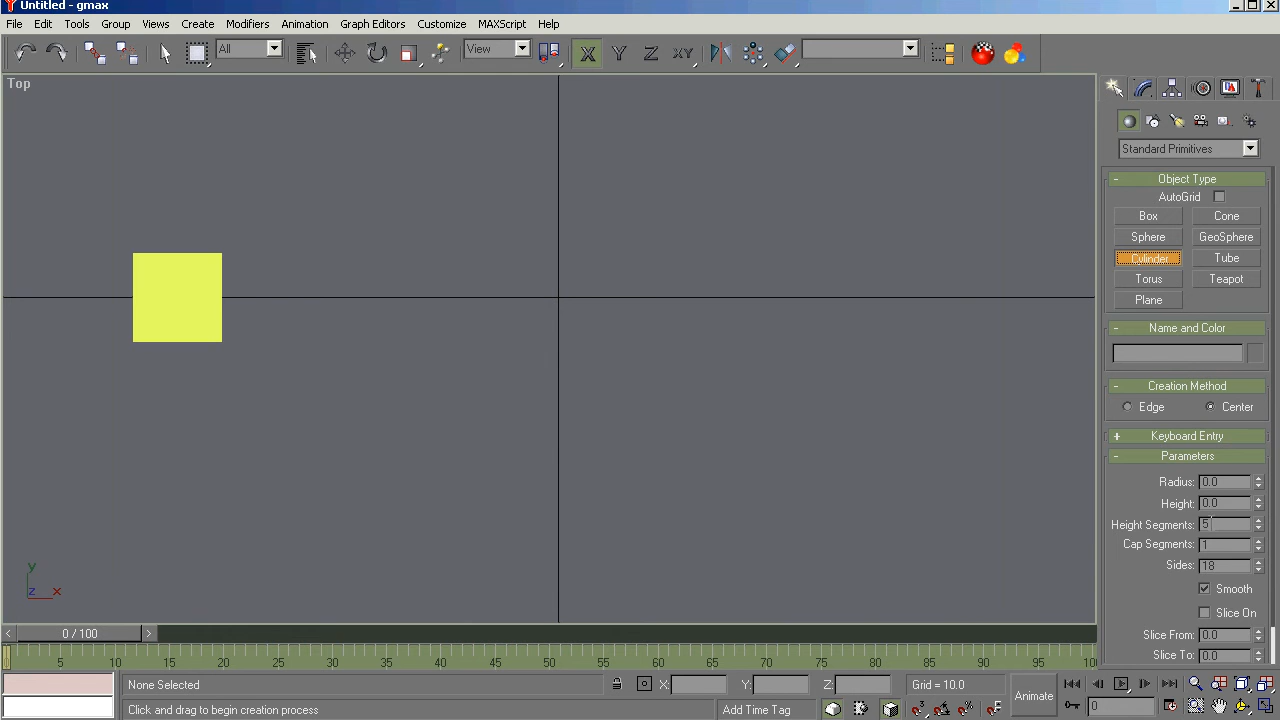 Untitled - gmax
File Edit Tools Group Views Create Modifiers Animation Graph Editors Customize MAXScript Help
All View X Y Z XY
Top
Standard Primitives
- Object Type
AutoGrid
Box Cone
Sphere GeoSphere
Cylinder Tube
Torus Teapot
Plane
- Name and Color
- Creation Method
Edge Center
+ Keyboard Entry
- Parameters
Radius: 0.0
Height: 0.0
Height Segments: 5
Cap Segments: 1
Sides: 18
Smooth
Slice On
Slice From: 0.0
Slice To: 0.0
y
z x
< 0 / 100 >
5 10 15 20 25 30 35 40 45 50 55 60 65 70 75 80 85 90 95 100
None Selected X: Y: Z: Grid = 10.0 Animate
Click and drag to begin creation process Add Time Tag 0